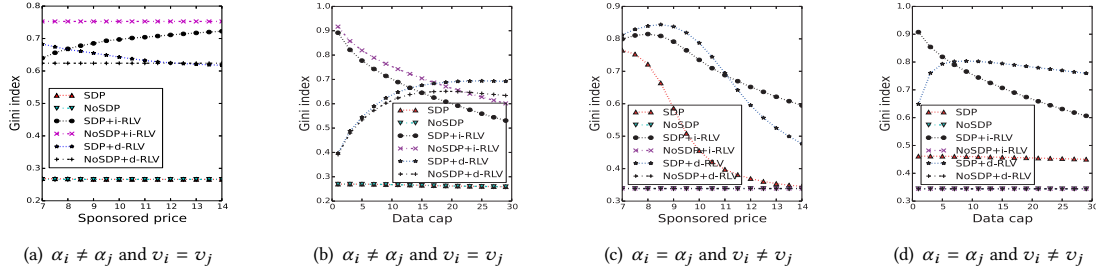 0.8
0.7
0.6
0.5
0.4
0.3
0.2
Gini index
SDP
NoSDP
SDP+i-RLV
NoSDP+i-RLV
SDP+d-RLV
NoSDP+d-RLV
7 8 9 10 11 12 13 14
Sponsored price
(a) αi ≠ αj and vi = vj
1.0
0.9
0.8
0.7
0.6
0.5
0.4
0.3
0.2
Gini index
SDP
NoSDP
SDP+i-RLV
NoSDP+i-RLV
SDP+d-RLV
NoSDP+d-RLV
0 5 10 15 20 25 30
Data cap
(b) αi ≠ αj and vi = vj
0.9
0.8
0.7
0.6
0.5
0.4
0.3
Gini index
SDP
NoSDP
SDP+i-RLV
NoSDP+i-RLV
SDP+d-RLV
NoSDP+d-RLV
7 8 9 10 11 12 13 14
Sponsored price
(c) αi = αj and vi ≠ vj
1.0
0.9
0.8
0.7
0.6
0.5
0.4
0.3
Gini index
SDP
NoSDP
SDP+i-RLV
NoSDP+i-RLV
SDP+d-RLV
NoSDP+d-RLV
0 5 10 15 20 25 30
Data cap
(d) αi = αj and vi ≠ vj